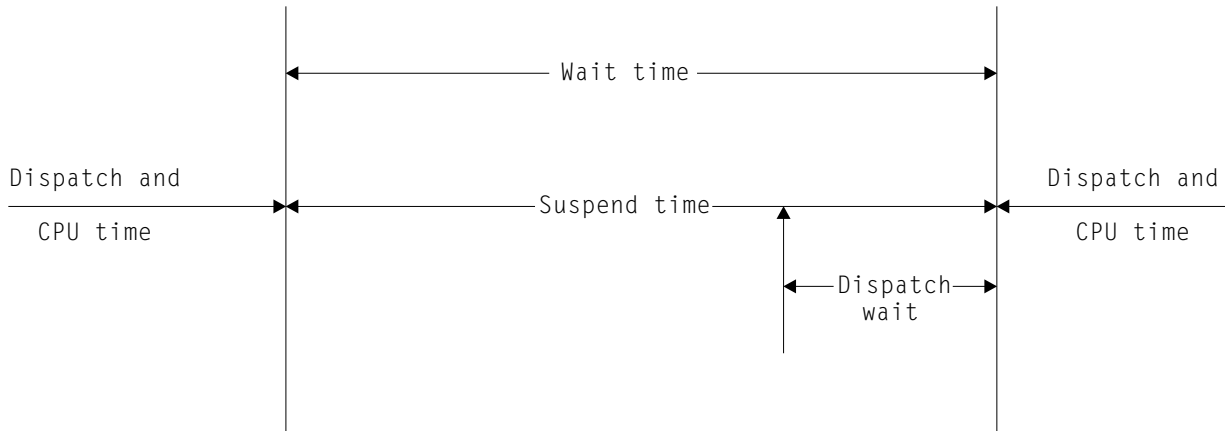 Wait time
Dispatch and
CPU time
Suspend time
Dispatch and
CPU time
Dispatch
wait